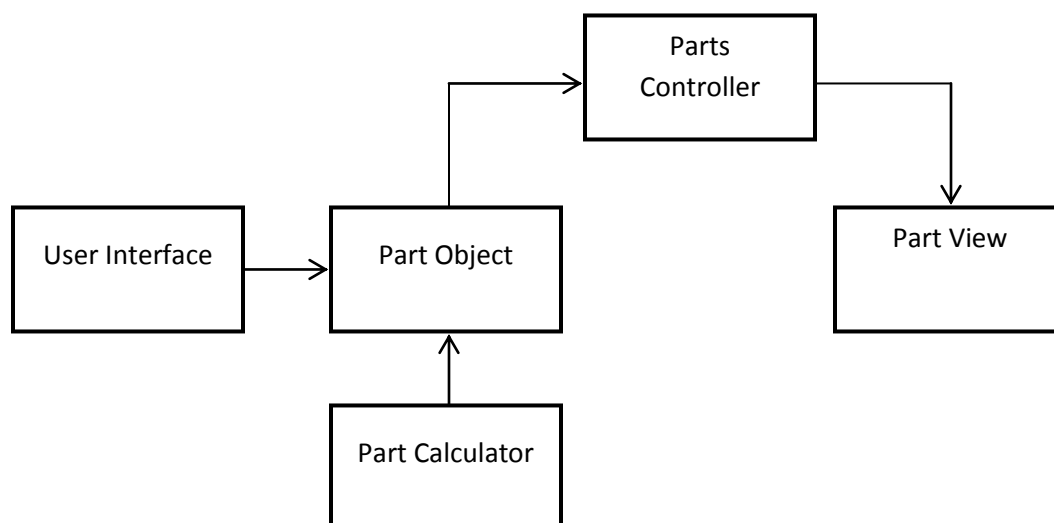 Parts
Controller
User Interface
Part Object
Part View
Part Calculator